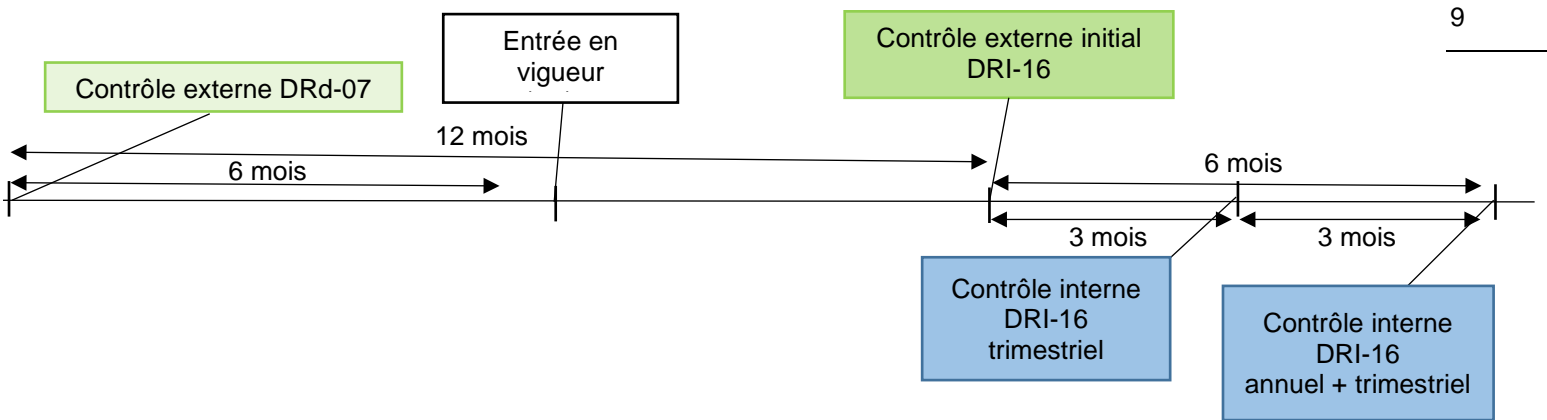 9
Contrôle externe DRd-07
Entrée en
vigueur
Contrôle externe initial
DRI-16
12 mois
6 mois
6 mois
3 mois
3 mois
Contrôle interne
DRI-16
trimestriel
Contrôle interne
DRI-16
annuel + trimestriel